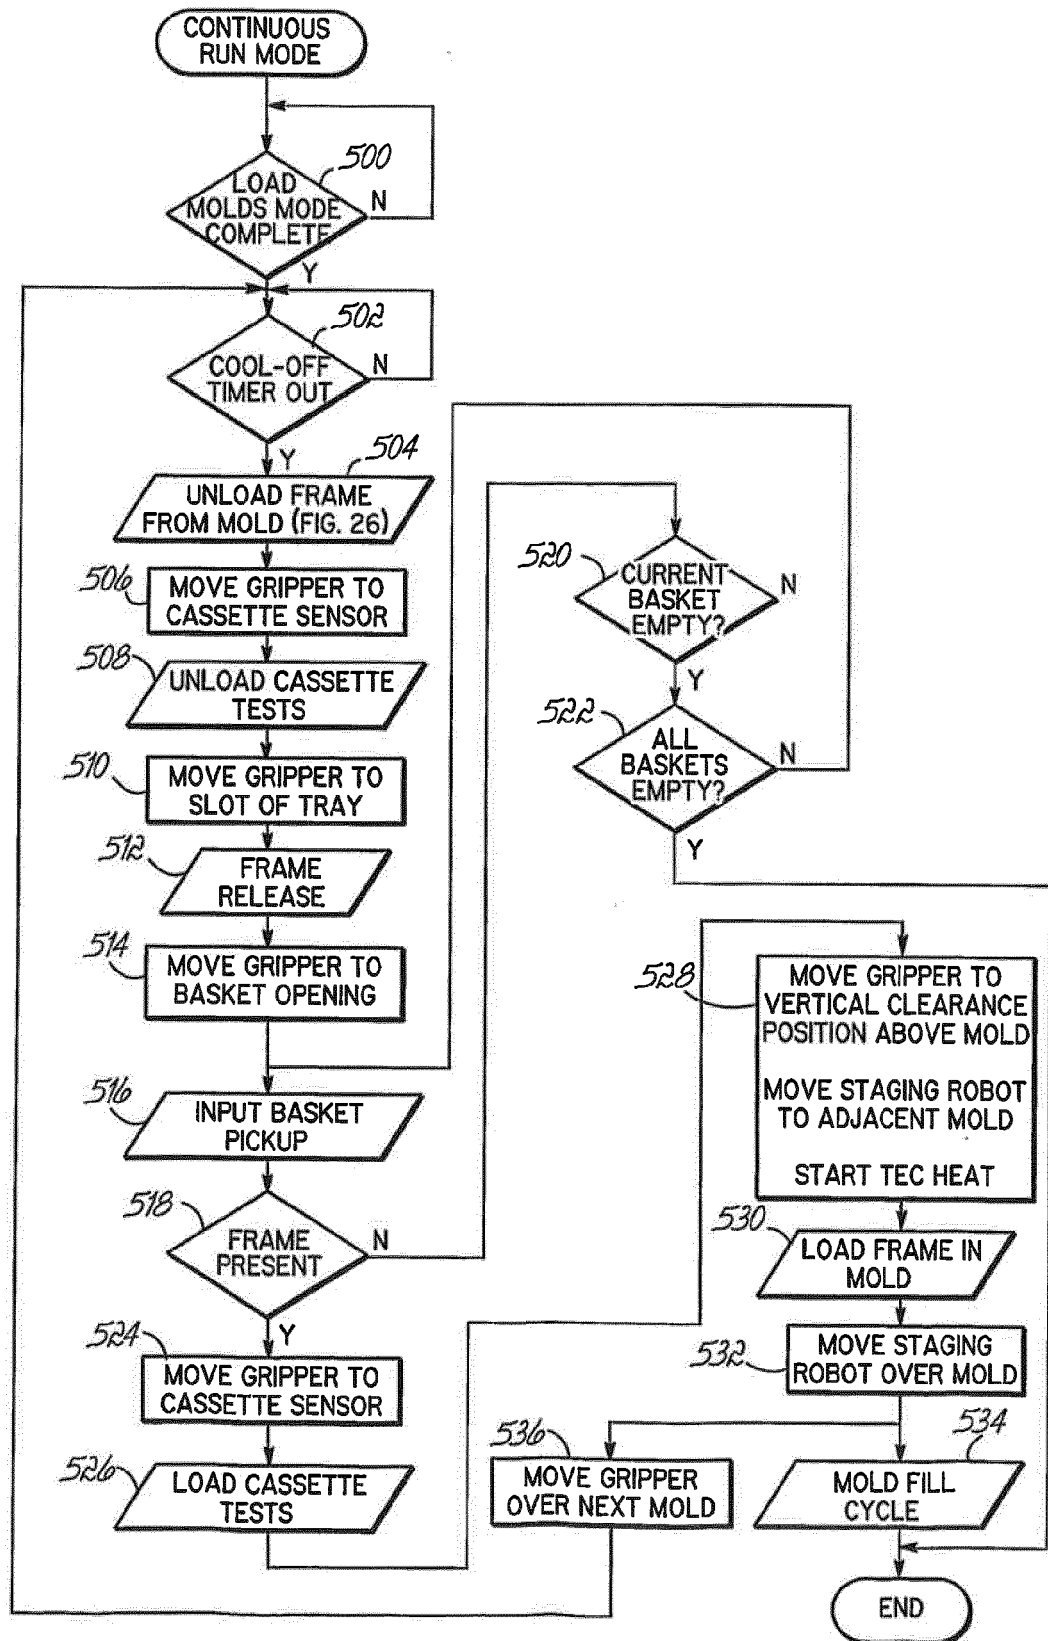 CONTINUOUS
RUN MODE
500
LOAD
MOLDS MODE
COMPLETE
N
Y
502
COOL-OFF
TIMER OUT
N
Y
504
UNLOAD FRAME
FROM MOLD (FIG. 26)
506
MOVE GRIPPER TO
CASSETTE SENSOR
508
UNLOAD CASSETTE
TESTS
510
MOVE GRIPPER TO
SLOT OF TRAY
512
FRAME
RELEASE
514
MOVE GRIPPER TO
BASKET OPENING
516
INPUT BASKET
PICKUP
518
FRAME
PRESENT
N
Y
524
MOVE GRIPPER TO
CASSETTE SENSOR
526
LOAD CASSETTE
TESTS
520
CURRENT
BASKET
EMPTY?
N
Y
522
ALL
BASKETS
EMPTY?
N
Y
528
MOVE GRIPPER TO
VERTICAL CLEARANCE
POSITION ABOVE MOLD
MOVE STAGING ROBOT
TO ADJACENT MOLD
START TEC HEAT
530
LOAD FRAME IN
MOLD
532
MOVE STAGING
ROBOT OVER MOLD
536
MOVE GRIPPER
OVER NEXT MOLD
534
MOLD FILL
CYCLE
END